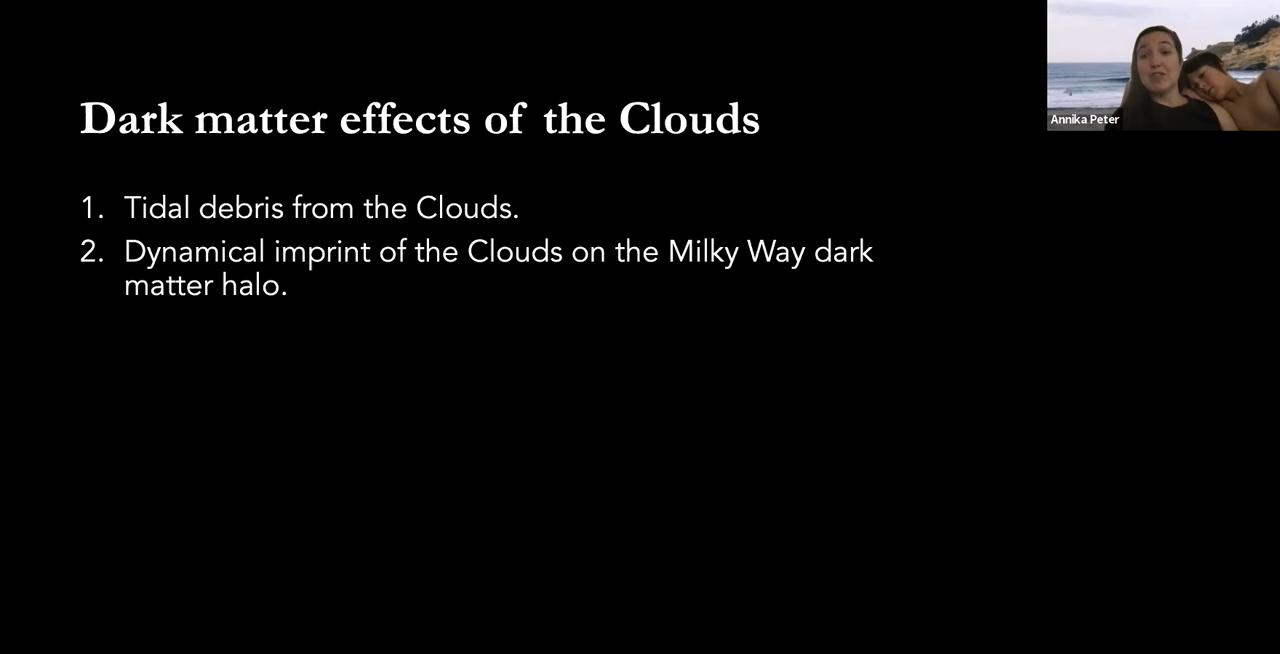 Annika Peter
Dark matter effects of the Clouds
1. Tidal debris from the Clouds.
2. Dynamical imprint of the Clouds on the Milky Way dark
matter halo.